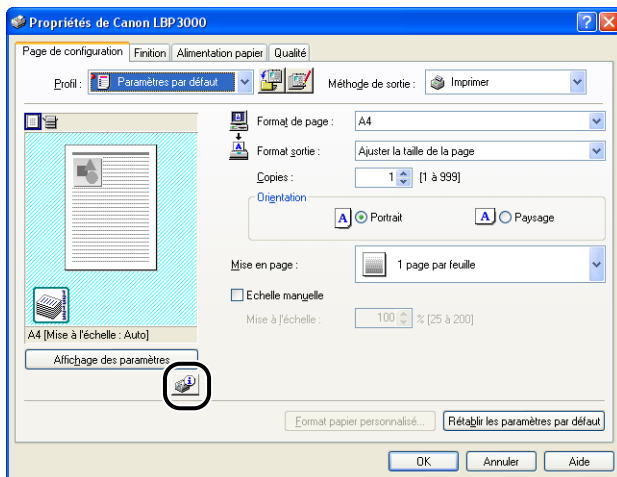 Propriétés de Canon LBP3000
Page de configuration Finition Alimentation papier Qualité
Profil : Paramètres par défaut Méthode de sortie : Imprimer
Format de page : A4
Format sortie : Ajuster la taille de la page
Copies : 1 [1 à 999]
Orientation
A Portrait A Paysage
Mise en page : 1 page par feuille
Echelle manuelle
Mise à l'échelle : 100 % [25 à 200]
A4 [Mise à l'échelle : Auto]
Affichage des paramètres
Format papier personnalisé... Rétablir les paramètres par défaut
OK Annuler Aide